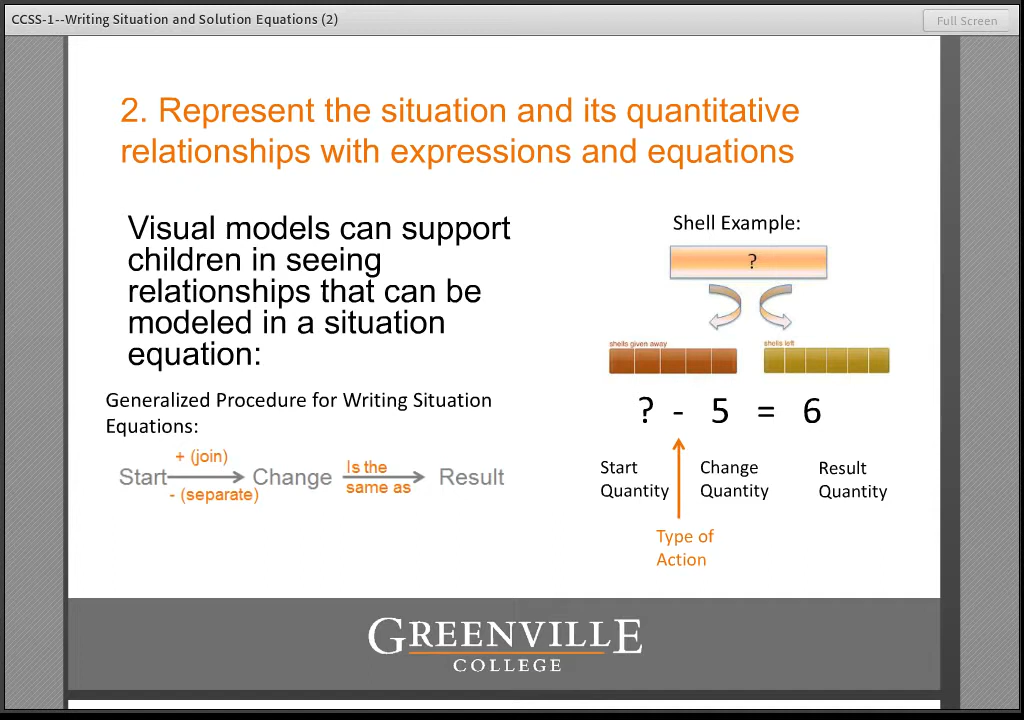 CCSS-1--Writing Situation and Solution Equations (2)
Full Screen
2. Represent the situation and its quantitative
relationships with expressions and equations
Visual models can support
children in seeing
relationships that can be
modeled in a situation
equation:
Generalized Procedure for Writing Situation
Equations:
+ (join)
Start Change Is the Result
- (separate) same as
Shell Example:
?
shells given away shells left
? - 5 = 6
Start Change Result
Quantity Quantity Quantity
Type of
Action
GREENVILLE
COLLEGE